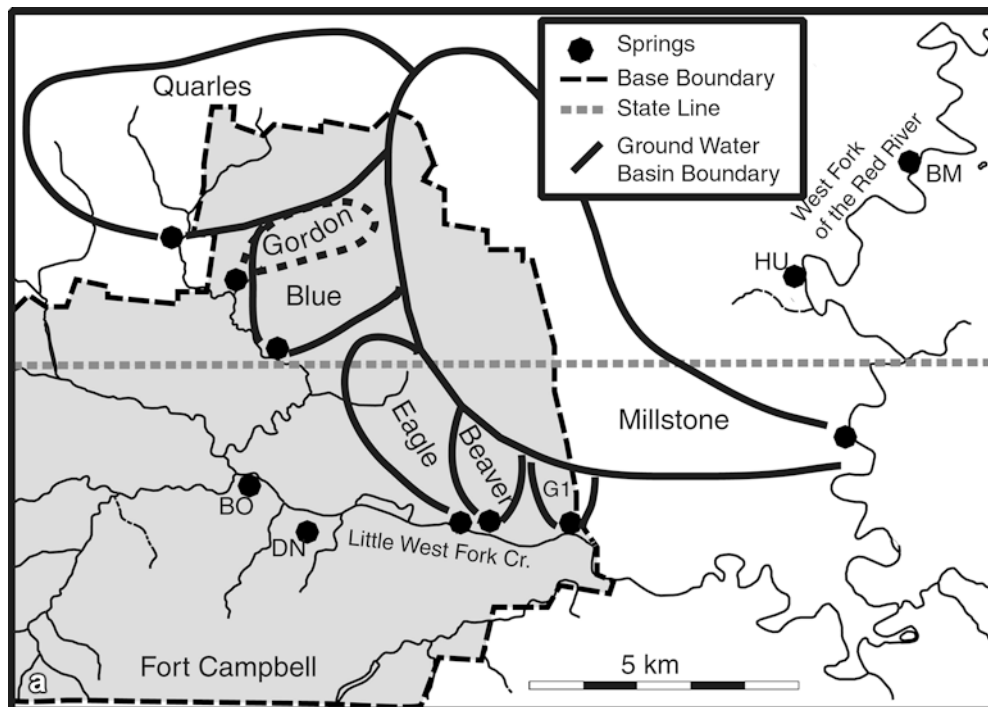 Quarles
Springs
Base Boundary
State Line
Ground Water
Basin Boundary
West Fork
of the Red River
BM
Gordon
HU
Blue
Millstone
Eagle
Beaver
G1
BO
DN
Little West Fork Cr.
Fort Campbell
5 km
a